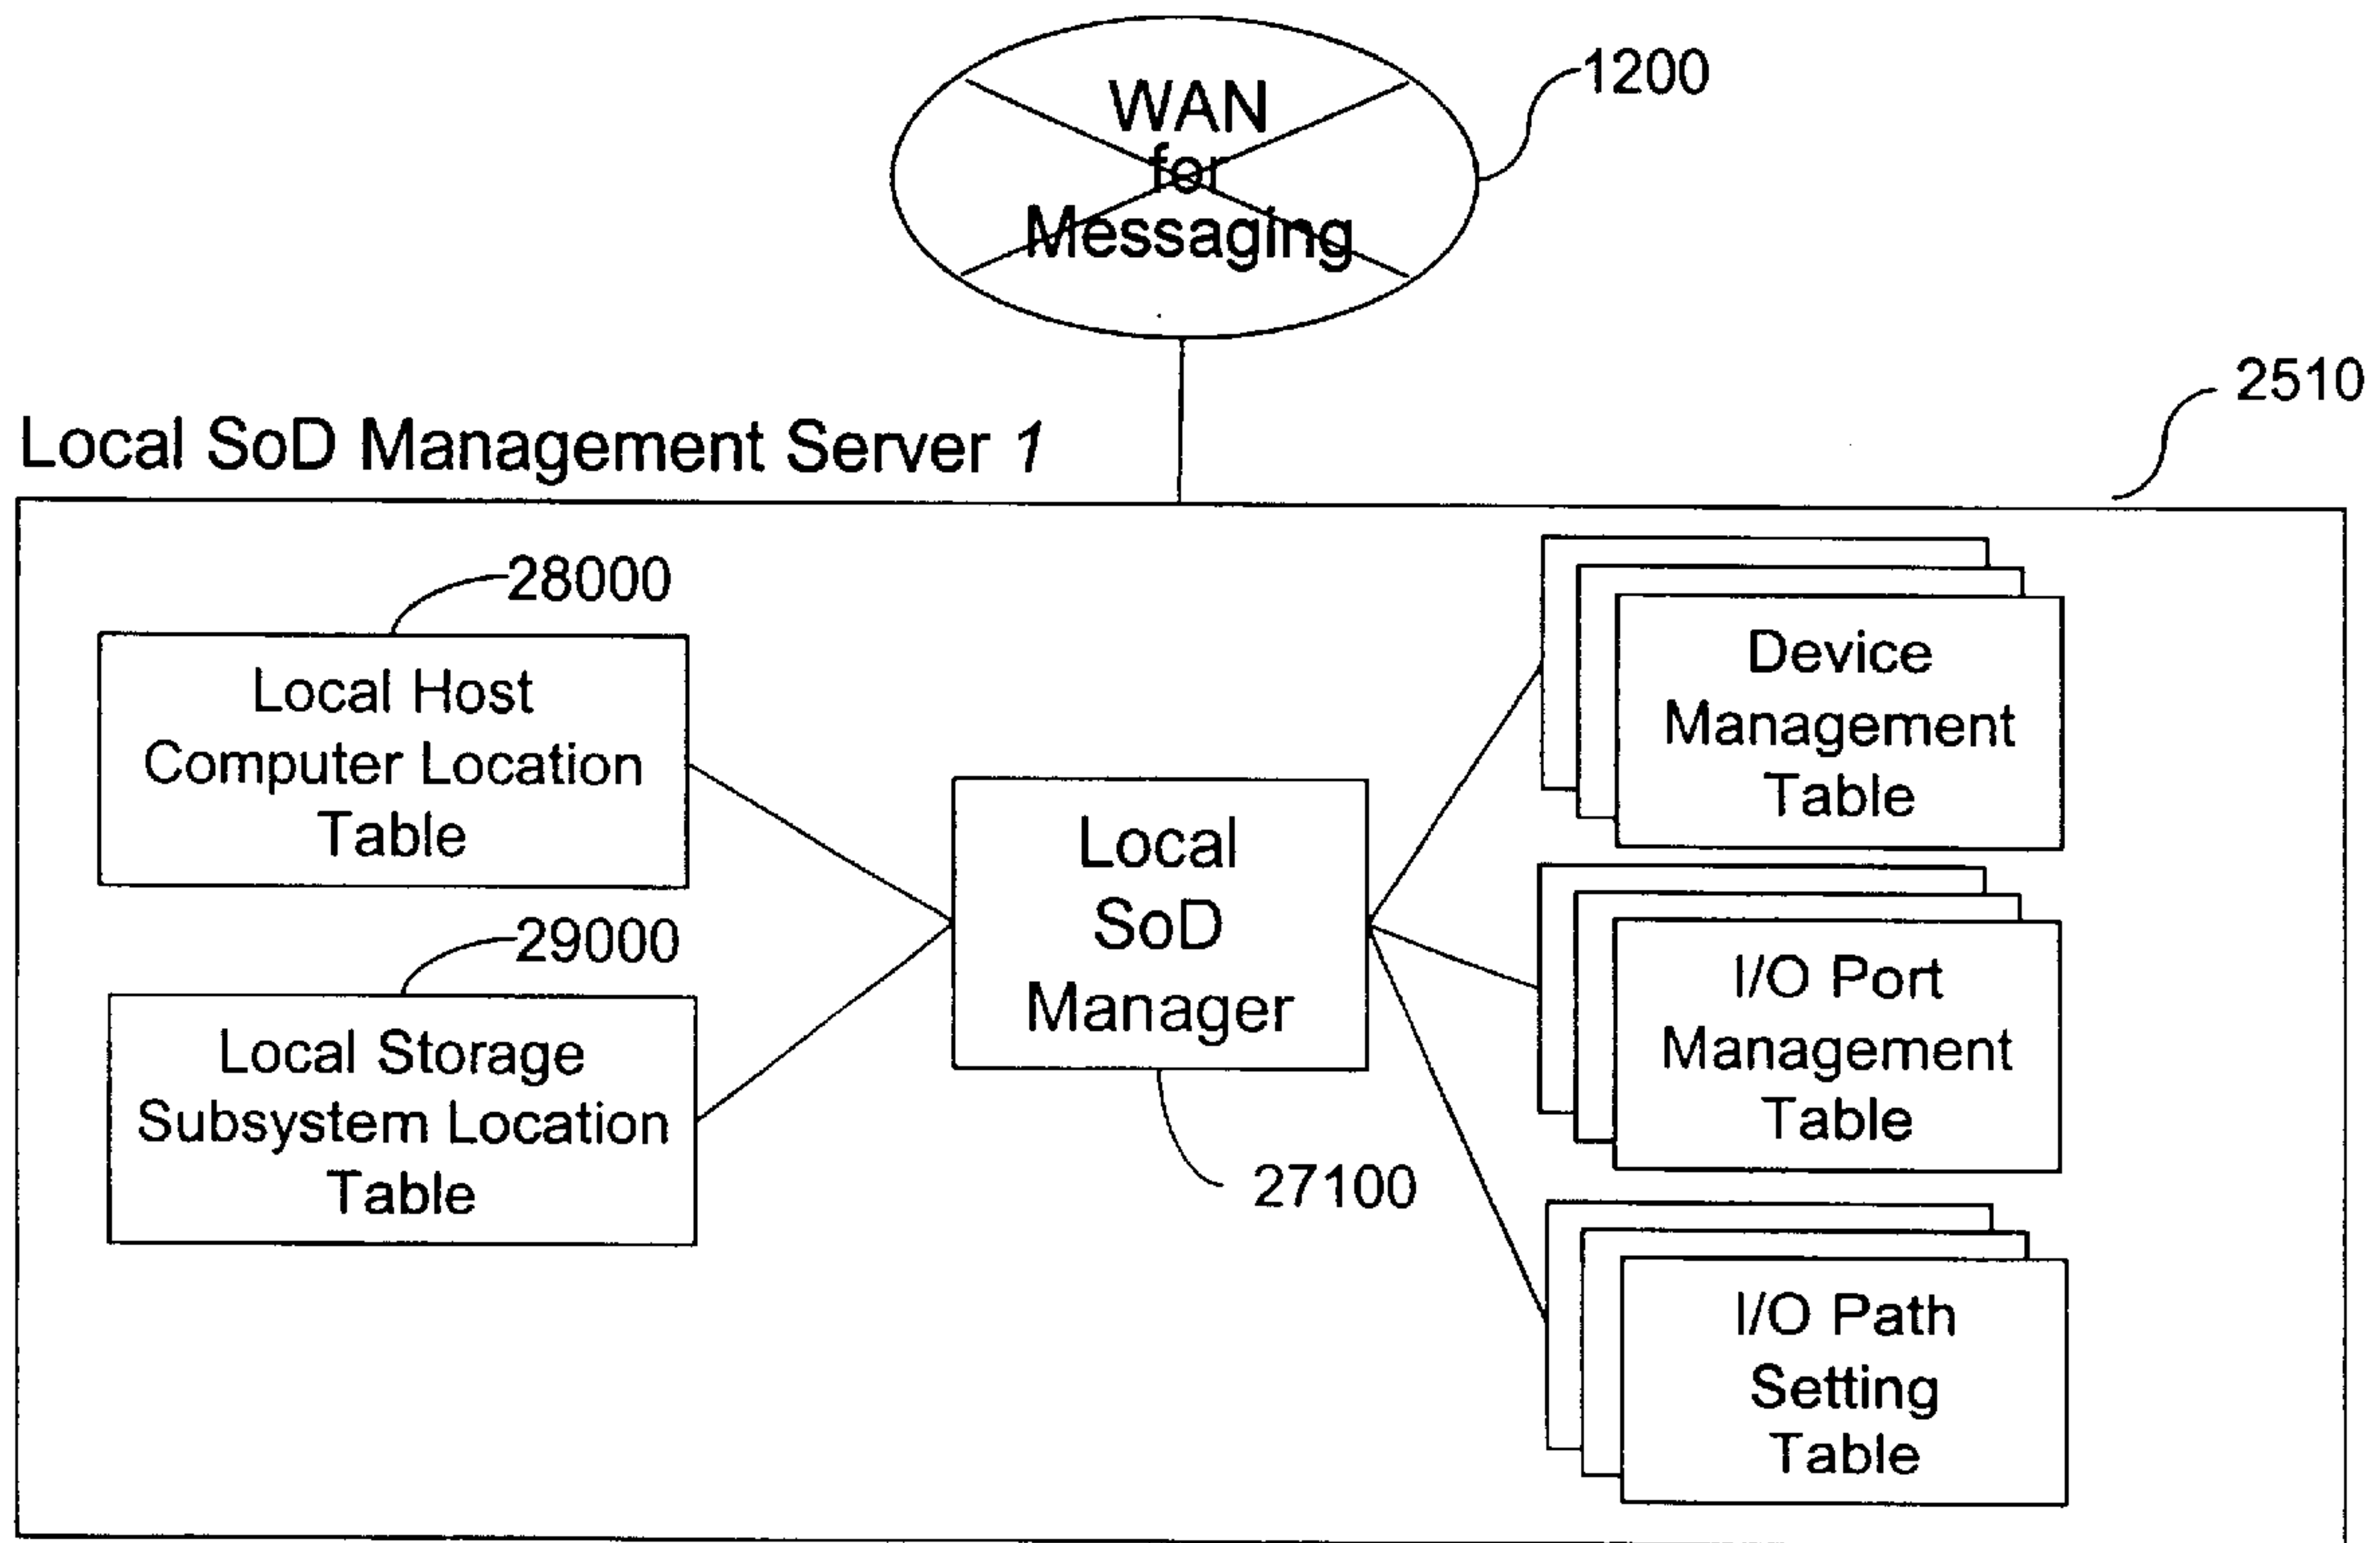 WAN
for
Messaging
1200
2510
Local SoD Management Server 1
28000
Local Host
Computer Location
Table
29000
Local Storage
Subsystem Location
Table
Local
SoD
Manager
27100
Device
Management
Table
I/O Port
Management
Table
I/O Path
Setting
Table